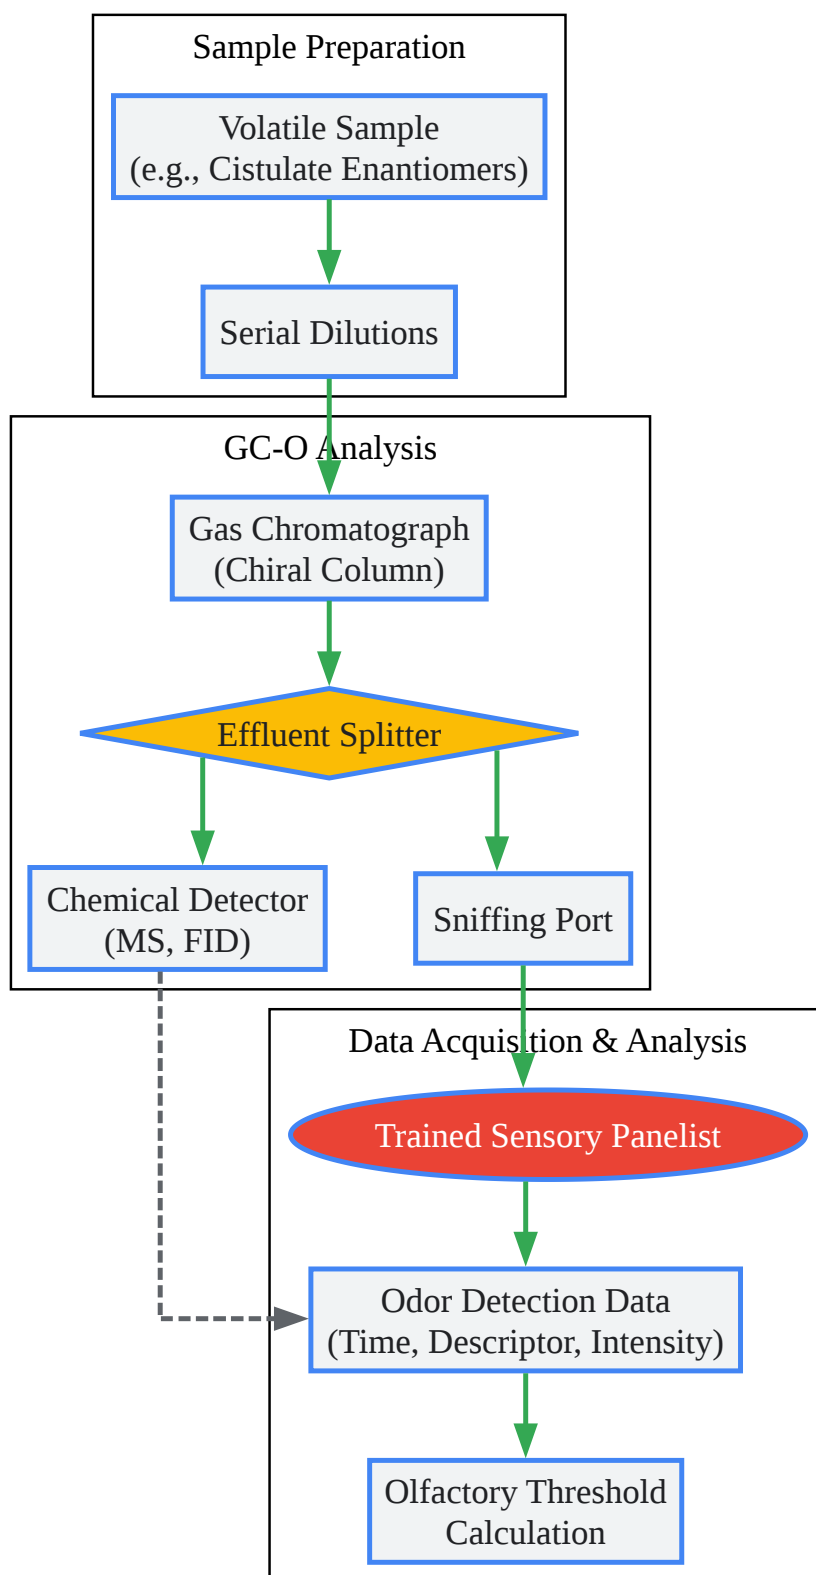 Sample Preparation
Volatile Sample
(e.g., Cistulate Enantiomers)
Serial Dilutions
GC-O Analysis
Gas Chromatograph
(Chiral Column)
Effluent Splitter
Chemical Detector
(MS, FID)
Sniffing Port
Data Acquisition & Analysis
Trained Sensory Panelist
Odor Detection Data
(Time, Descriptor, Intensity)
Olfactory Threshold
Calculation